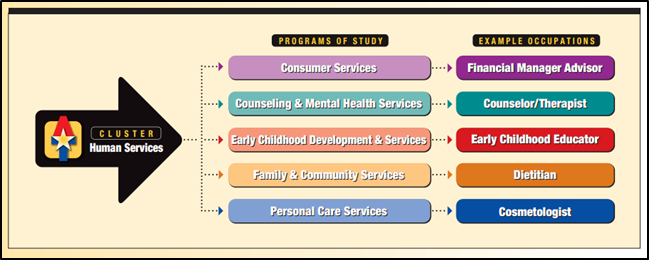 PROGRAMS OF STUDY
EXAMPLE OCCUPATIONS
CLUSTER
Human Services
Consumer Services
Financial Manager Advisor
Counseling & Mental Health Services
Counselor/Therapist
Early Childhood Development & Services
Early Childhood Educator
Family & Community Services
Dietitian
Personal Care Services
Cosmetologist